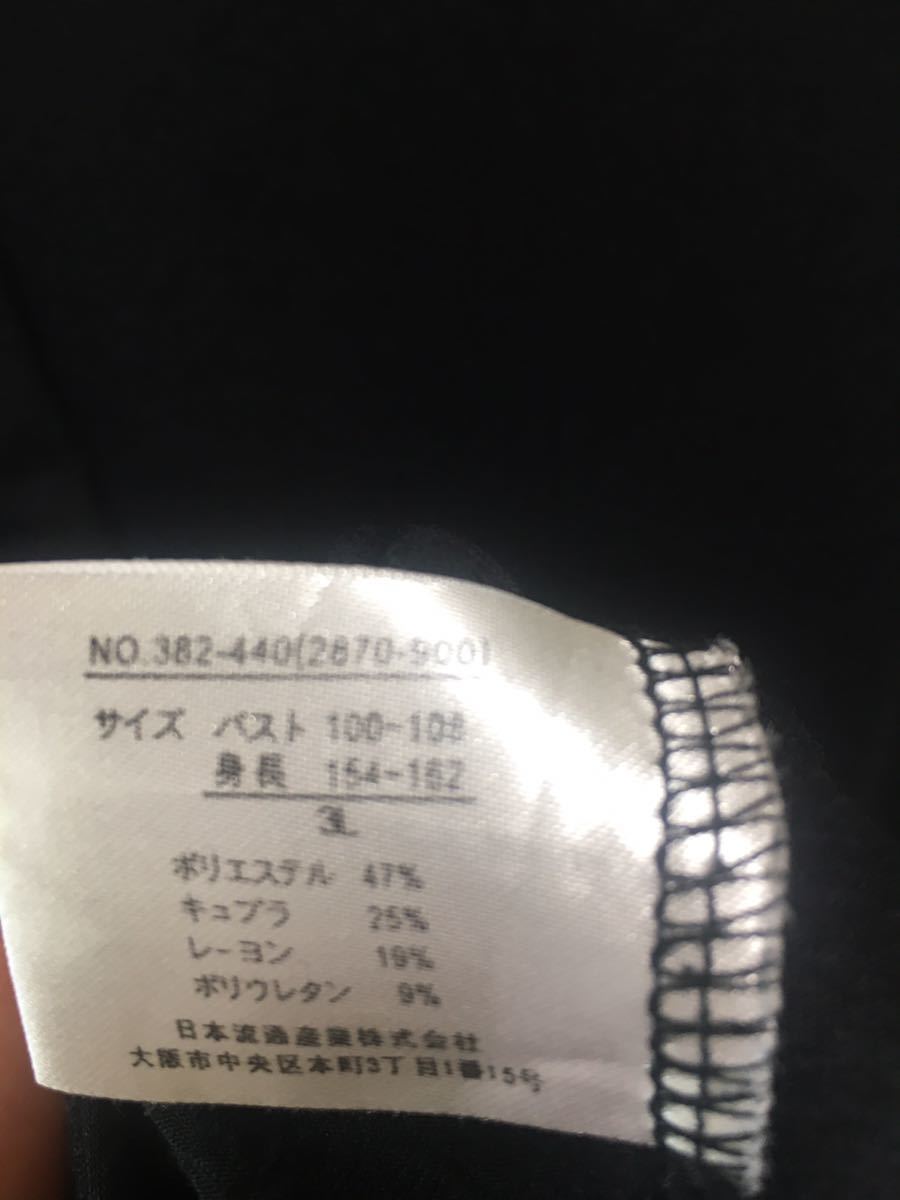 NO.382-440(2870-900)
サイズ バスト 100-108
身長 154-162
3L
ポリエステル 47%
キュプラ 25%
レーヨン 19%
ポリウレタン 9%
日本流通産業株式会社
大阪市中央区本町3丁目1番15号